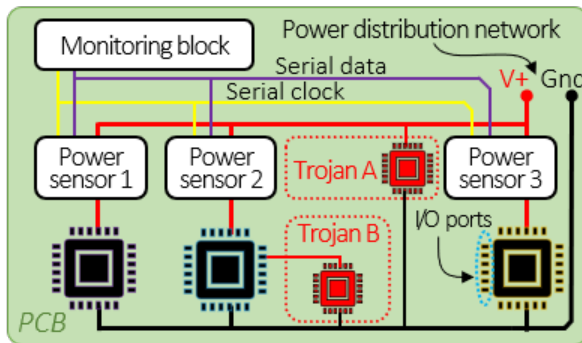 Monitoring block
Power distribution network
V+
Gnd
Serial data
Serial clock
Power
sensor 1
Power
sensor 2
Trojan A
Power
sensor 3
Trojan B
I/O ports
PCB